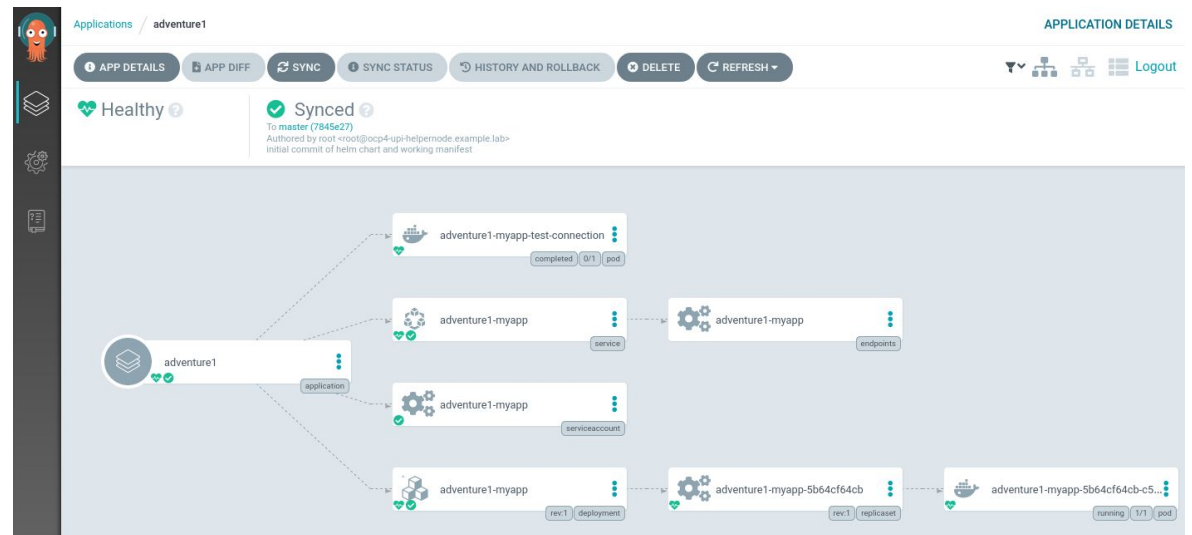 Applications / adventure1
APPLICATION DETAILS
APP DETAILS
APP DIFF
SYNC
SYNC STATUS
HISTORY AND ROLLBACK
DELETE
REFRESH
Logout
Healthy
Synced
To master (7845e27)
Authored by root <root@ocp4-upi-helpernode.example.lab>
initial commit of helm chart and working manifest
adventure1-myapp-test-connection
completed 0/1 pod
adventure1-myapp
service
adventure1-myapp
endpoints
adventure1
application
adventure1-myapp
serviceaccount
adventure1-myapp
rev:1 deployment
adventure1-myapp-5b64cf64cb
rev:1 replicaset
adventure1-myapp-5b64cf64cb-c5...
running 1/1 pod